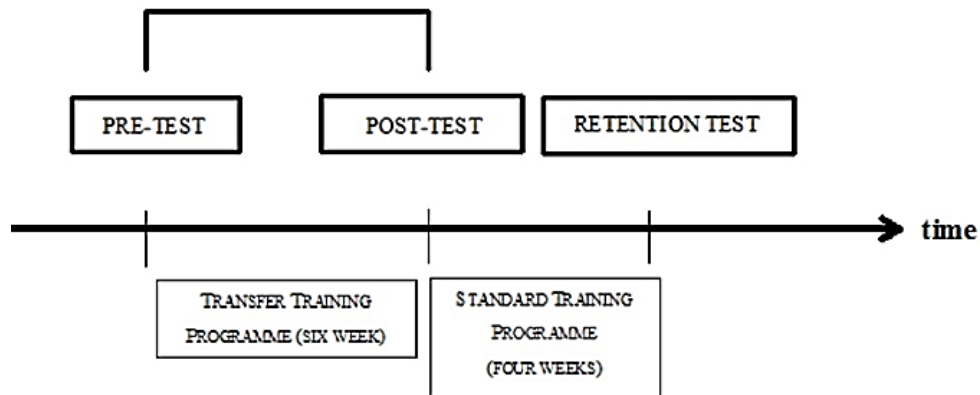 PRE-TEST
POST-TEST
RETENTION TEST
time
TRANSFER TRAINING
PROGRAMME (SIX WEEK)
STANDARD TRAINING
PROGRAMME
(FOUR WEEKS)